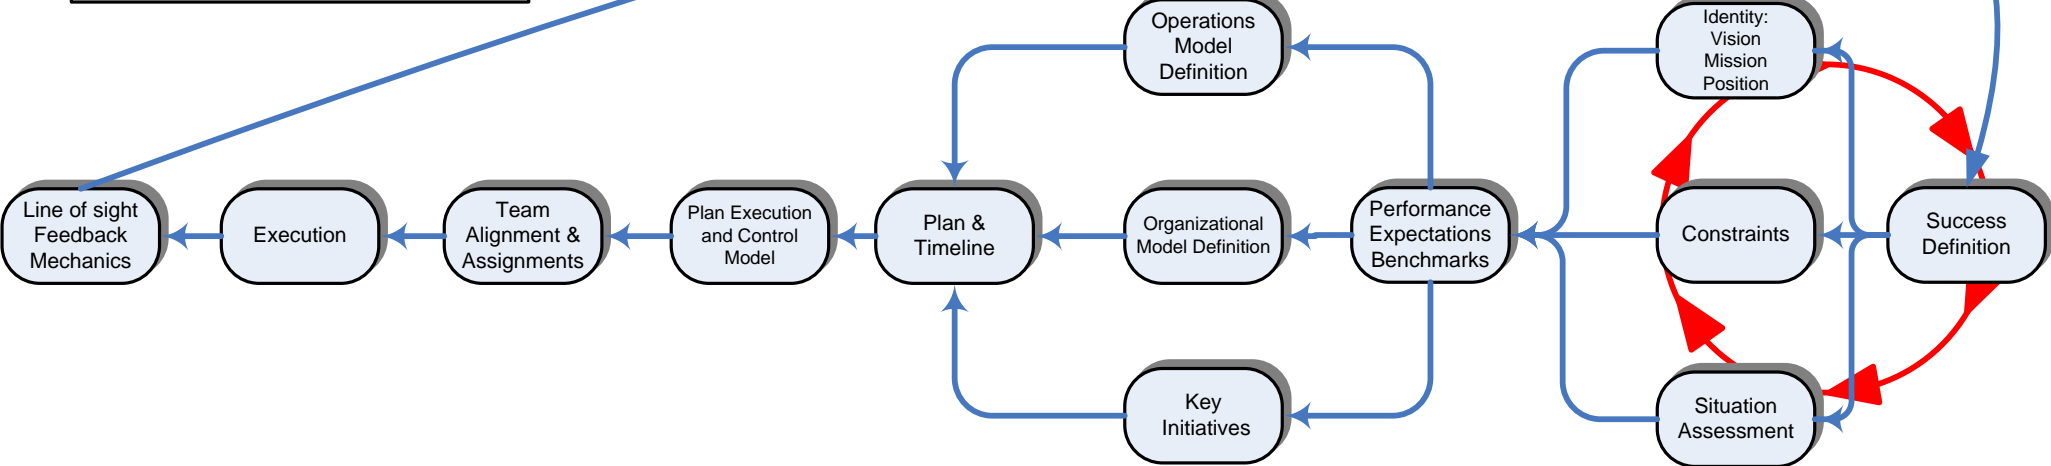 Operations
Model
Definition
Identity:
Vision
Mission
Position
Line of sight
Feedback
Mechanics
Execution
Team
Alignment &
Assignments
Plan Execution
and Control
Model
Plan &
Timeline
Organizational
Model Definition
Performance
Expectations
Benchmarks
Constraints
Success
Definition
Key
Initiatives
Situation
Assessment